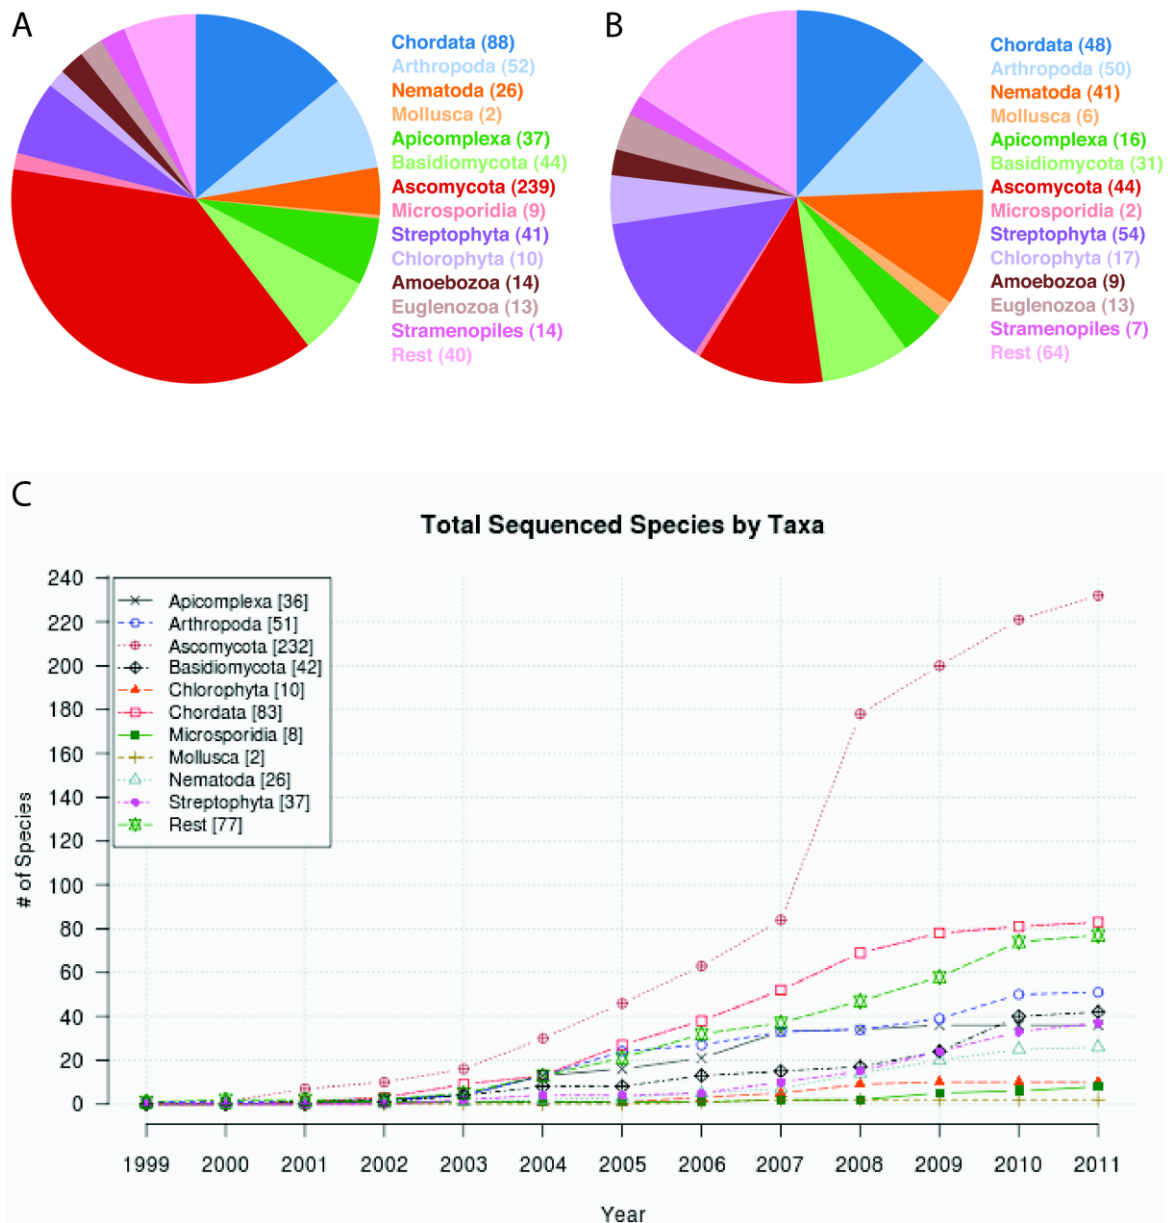 A
Chordata (88)
Arthropoda (52)
Nematoda (26)
Mollusca (2)
Apicomplexa (37)
Basidiomycota (44)
Ascomycota (239)
Microsporidia (9)
Streptophyta (41)
Chlorophyta (10)
Amoebozoa (14)
Euglenozoa (13)
Stramenopiles (14)
Rest (40)
B
Chordata (48)
Arthropoda (50)
Nematoda (41)
Mollusca (6)
Apicomplexa (16)
Basidiomycota (31)
Ascomycota (44)
Microsporidia (2)
Streptophyta (54)
Chlorophyta (17)
Amoebozoa (9)
Euglenozoa (13)
Stramenopiles (7)
Rest (64)
C
Total Sequenced Species by Taxa
# of Species
240
220
200
180
160
140
120
100
80
60
40
20
0
Apicomplexa [36]
Arthropoda [51]
Ascomycota [232]
Basidiomycota [42]
Chlorophyta [10]
Chordata [83]
Microsporidia [8]
Mollusca [2]
Nematoda [26]
Streptophyta [37]
Rest [77]
1999 2000 2001 2002 2003 2004 2005 2006 2007 2008 2009 2010 2011
Year